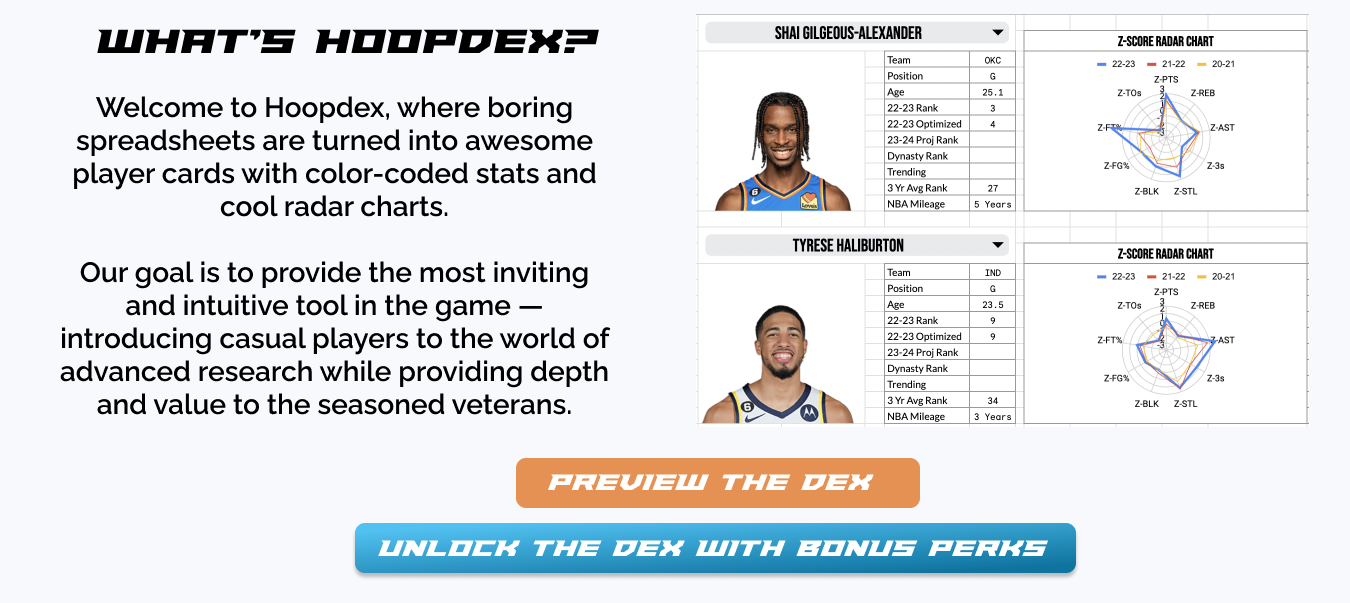 WHAT'S HOOPDEX?
Welcome to Hoopdex, where boring
spreadsheets are turned into awesome
player cards with color-coded stats and
cool radar charts.
Our goal is to provide the most inviting
and intuitive tool in the game —
introducing casual players to the world of
advanced research while providing depth
and value to the seasoned veterans.
SHAI GILGEOUS-ALEXANDER
Team OKC
Position G
Age 25.1
22-23 Rank 3
22-23 Optimized 4
23-24 Proj Rank
Dynasty Rank
Trending
3 Yr Avg Rank 27
NBA Mileage 5 Years
6
Z-SCORE RADAR CHART
22-23 21-22 20-21
Z-PTS
Z-TOs Z-REB
Z-FT% Z-AST
Z-FG% Z-3s
Z-BLK Z-STL
TYRESE HALIBURTON
Team IND
Position G
Age 23.5
22-23 Rank 9
22-23 Optimized 9
23-24 Proj Rank
Dynasty Rank
Trending
3 Yr Avg Rank 34
NBA Mileage 3 Years
6
Z-SCORE RADAR CHART
22-23 21-22 20-21
Z-PTS
Z-TOs Z-REB
Z-FT% Z-AST
Z-FG% Z-3s
Z-BLK Z-STL
PREVIEW THE DEX
UNLOCK THE DEX WITH BONUS PERKS